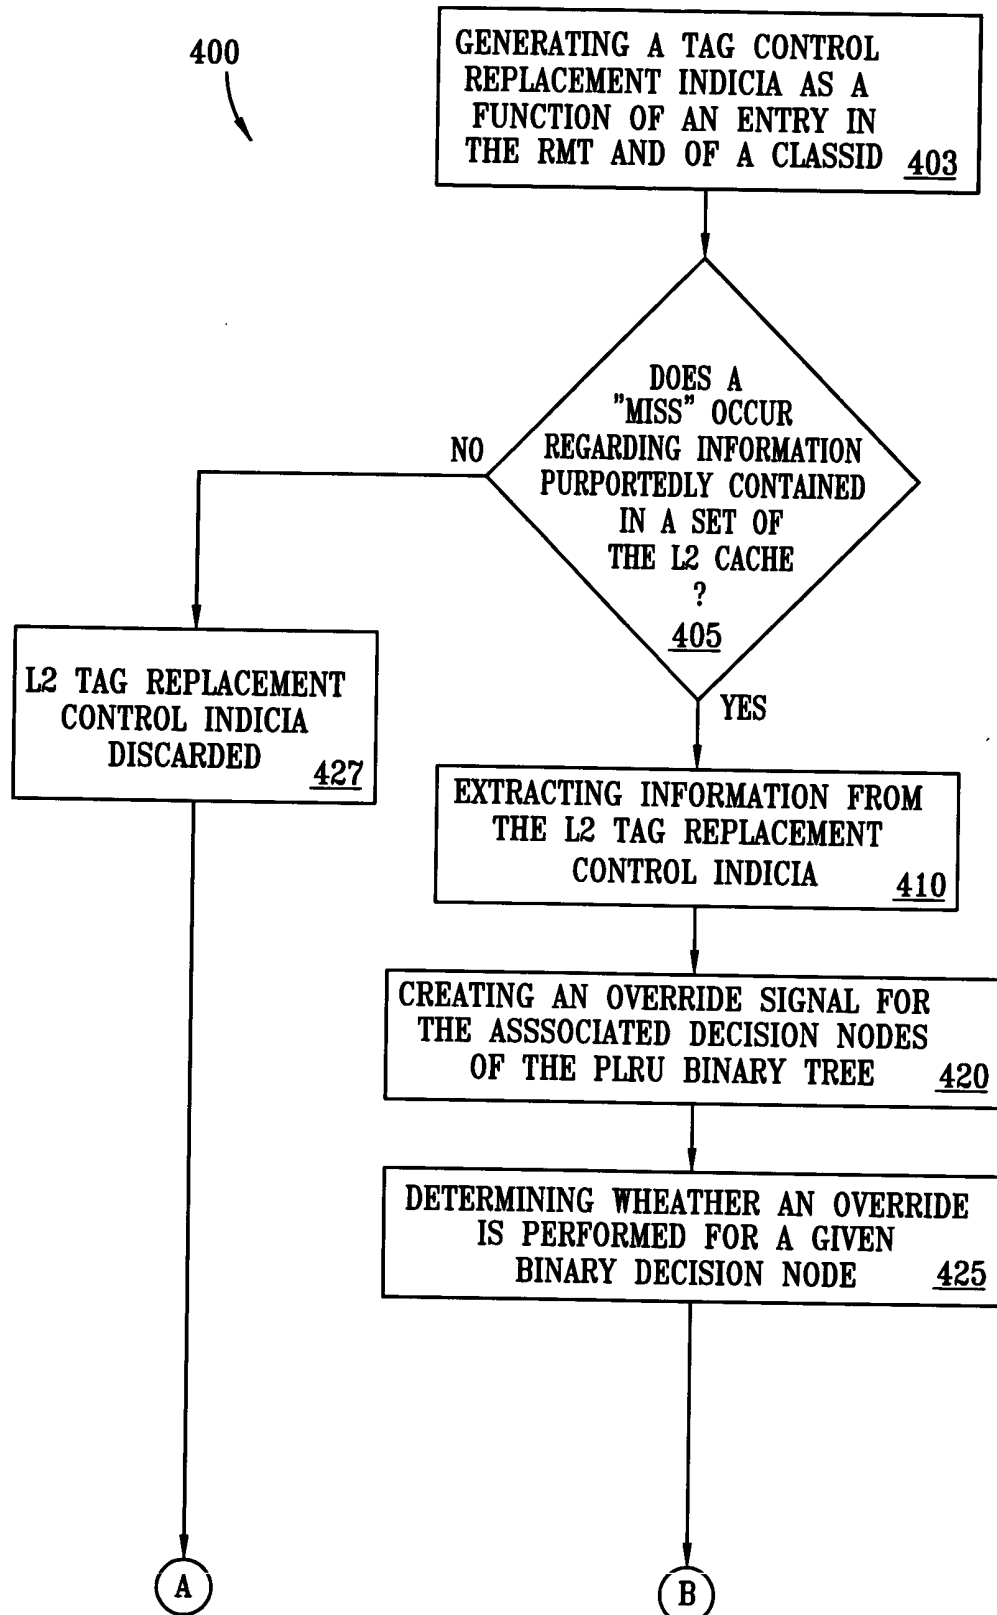 400
GENERATING A TAG CONTROL
REPLACEMENT INDICIA AS A
FUNCTION OF AN ENTRY IN
THE RMT AND OF A CLASSID 403
DOES A
"MISS" OCCUR
REGARDING INFORMATION
PURPORTEDLY CONTAINED
IN A SET OF
THE L2 CACHE
?
405
NO
YES
L2 TAG REPLACEMENT
CONTROL INDICIA
DISCARDED 427
EXTRACTING INFORMATION FROM
THE L2 TAG REPLACEMENT
CONTROL INDICIA 410
CREATING AN OVERRIDE SIGNAL FOR
THE ASSSOCIATED DECISION NODES
OF THE PLRU BINARY TREE 420
DETERMINING WHEATHER AN OVERRIDE
IS PERFORMED FOR A GIVEN
BINARY DECISION NODE 425
A
B